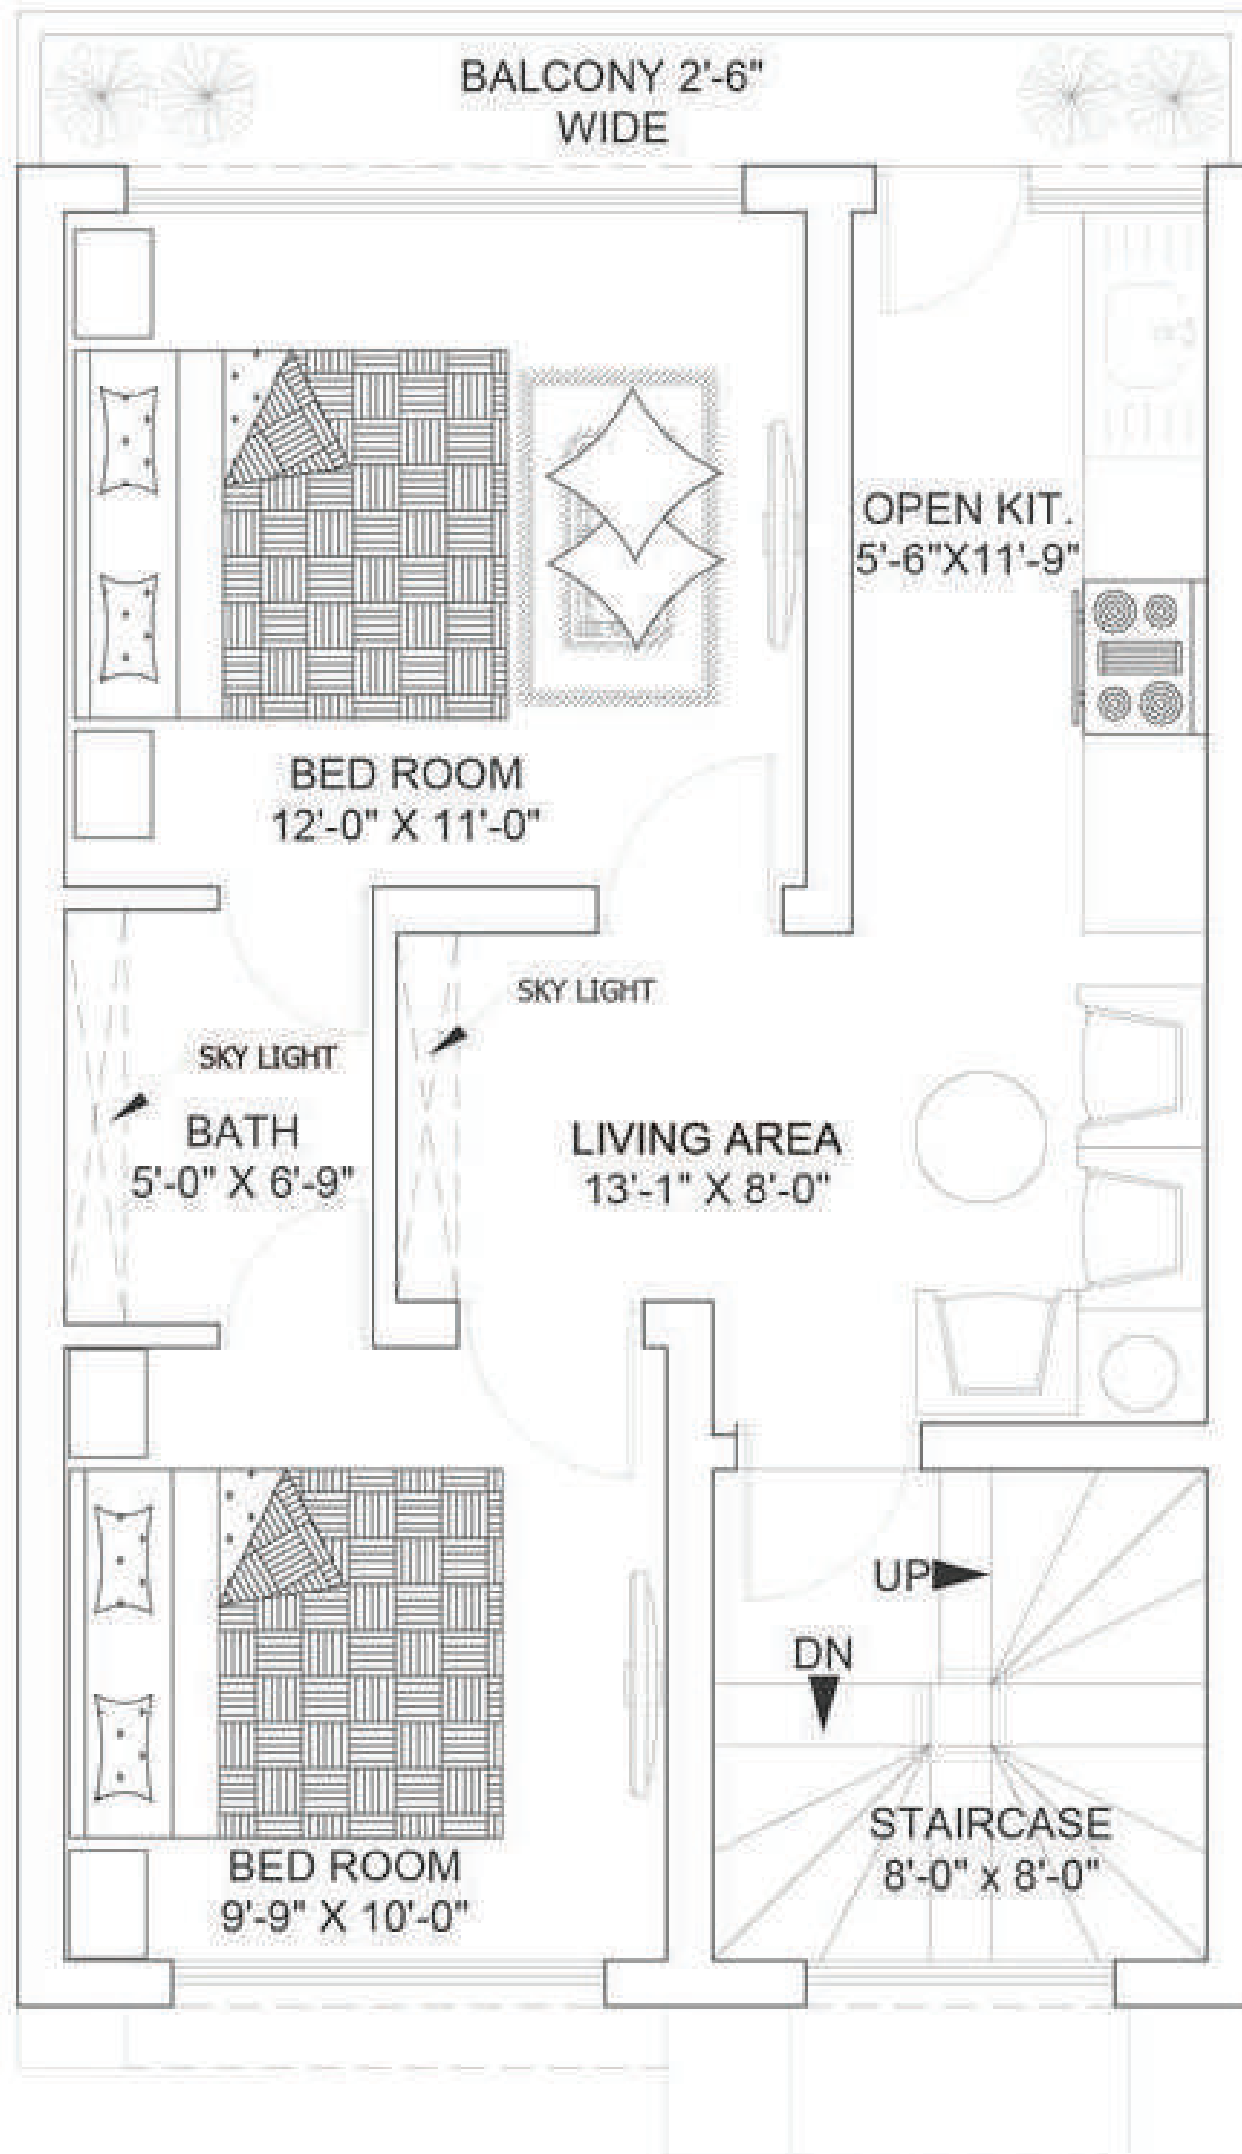 BALCONY 2'-6"
WIDE
OPEN KIT.
5'-6"X11'-9"
BED ROOM
12'-0" X 11'-0"
SKY LIGHT
SKY LIGHT
BATH
5'-0" X 6'-9"
LIVING AREA
13'-1" X 8'-0"
UP
DN
STAIRCASE
8'-0" x 8'-0"
BED ROOM
9'-9" X 10'-0"